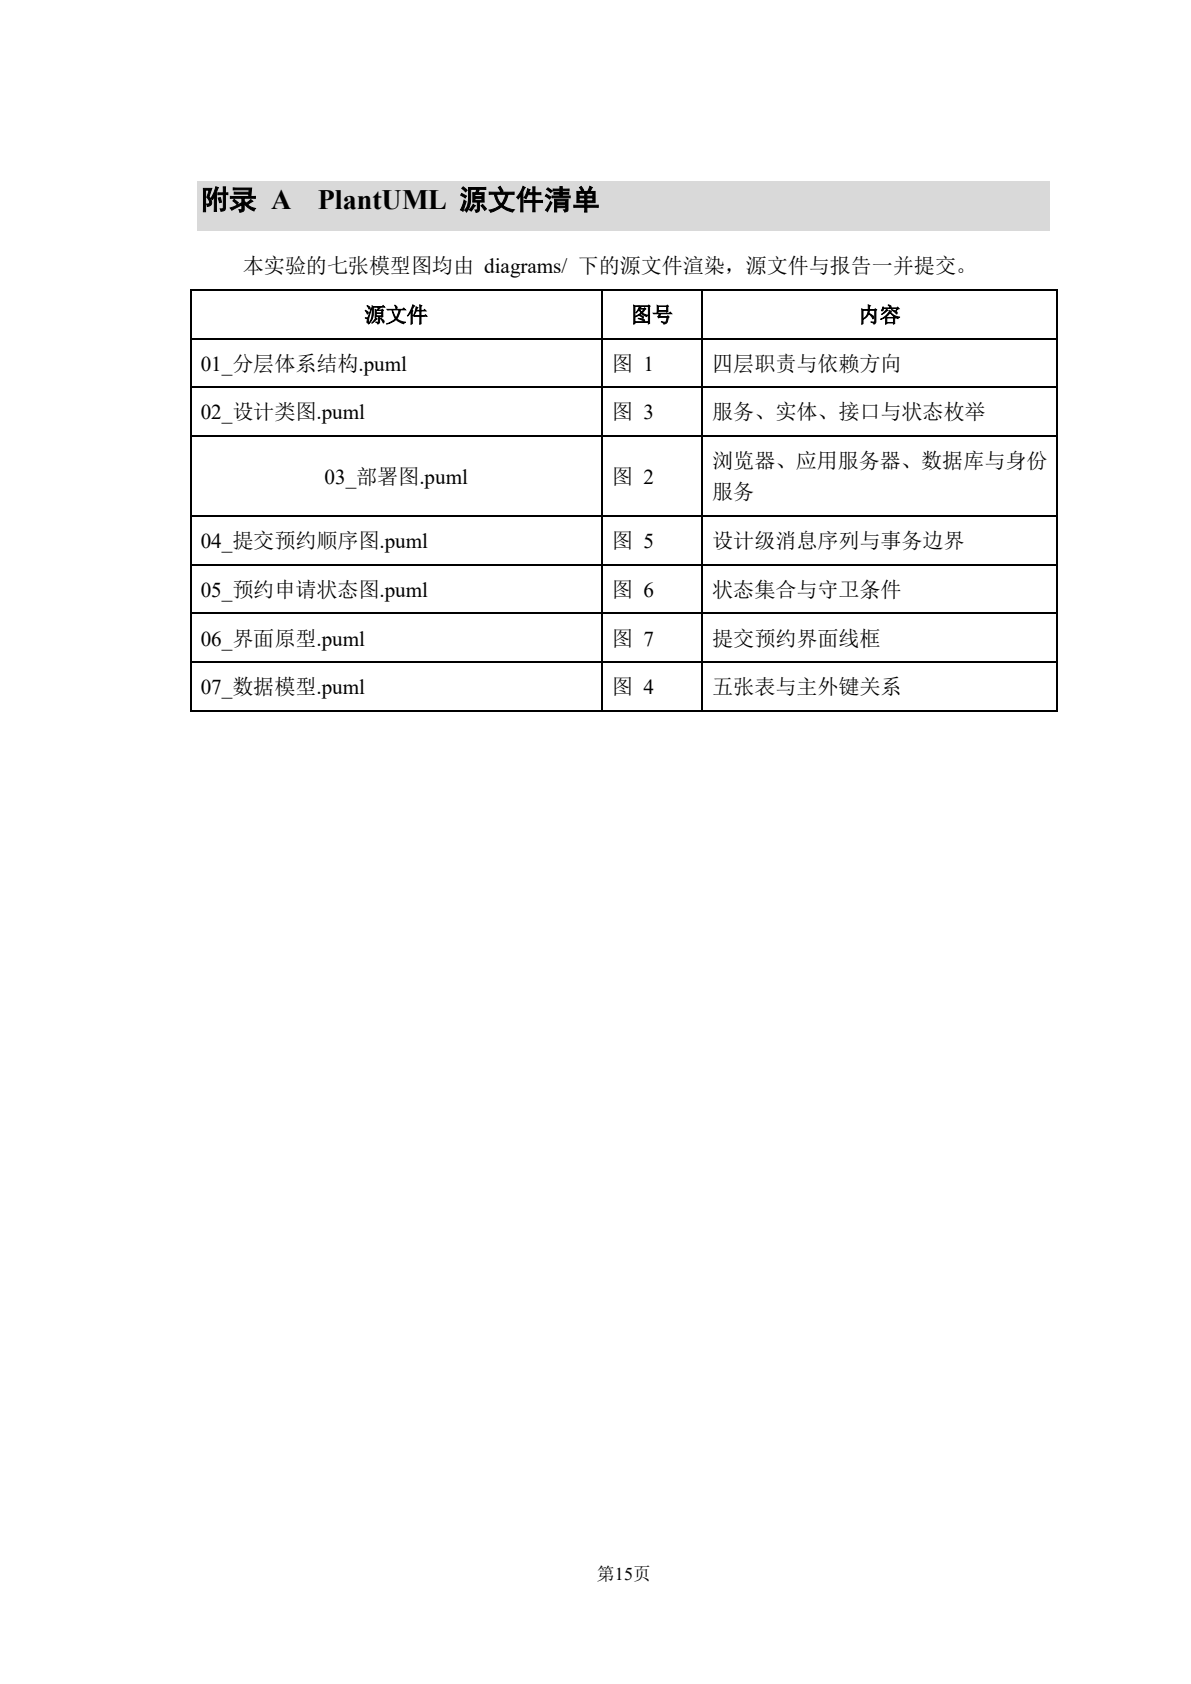 附录 A PlantUML 源文件清单
本实验的七张模型图均由 diagrams/ 下的源文件渲染，源文件与报告一并提交。
源文件 图号 内容
01_分层体系结构.puml 图 1 四层职责与依赖方向
02_设计类图.puml 图 3 服务、实体、接口与状态枚举
03_部署图.puml 图 2 浏览器、应用服务器、数据库与身份
服务
04_提交预约顺序图.puml 图 5 设计级消息序列与事务边界
05_预约申请状态图.puml 图 6 状态集合与守卫条件
06_界面原型.puml 图 7 提交预约界面线框
07_数据模型.puml 图 4 五张表与主外键关系
第15页